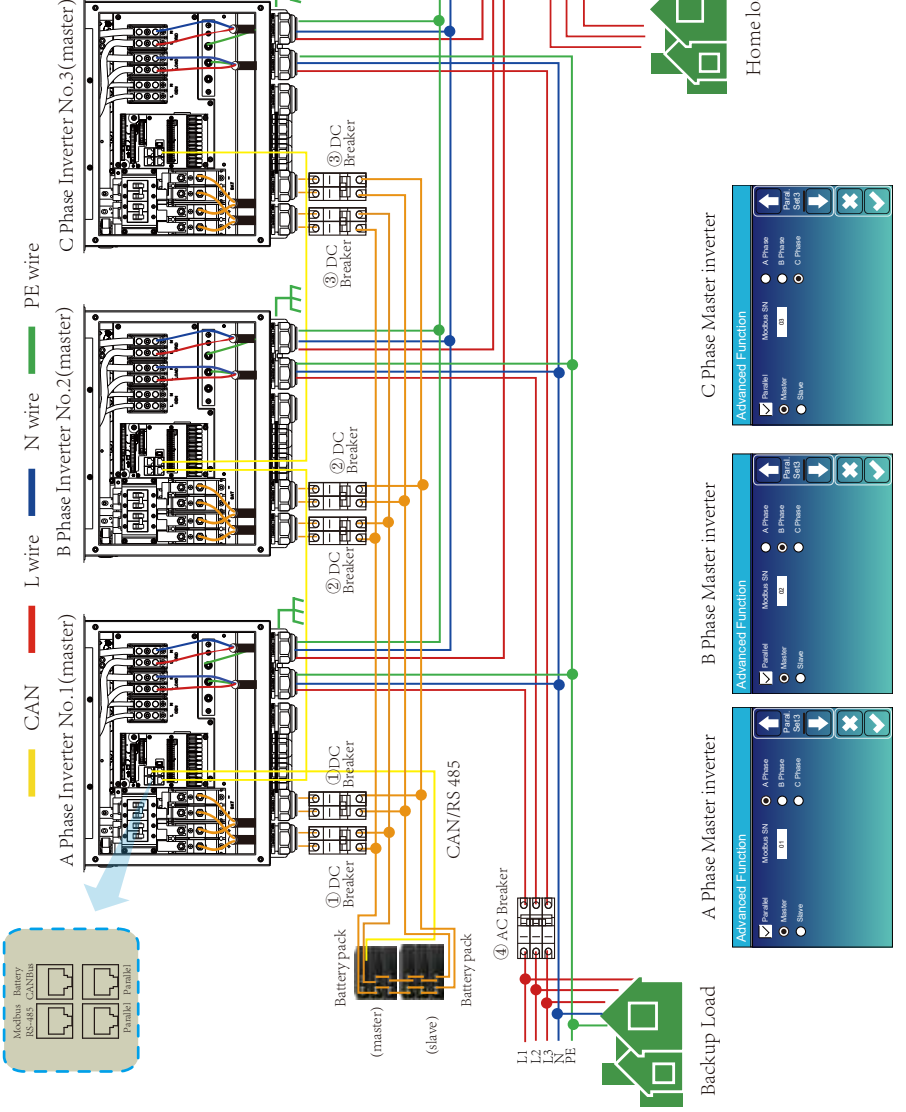 CAN
L wire
N wire
PE wire
Modbus
RS-485
Battery
CANBus
Parallel
Parallel
A Phase Inverter No.1(master)
B Phase Inverter No.2(master)
C Phase Inverter No.3(master)
① DC
Breaker
① DC
Breaker
② DC
Breaker
② DC
Breaker
③ DC
Breaker
③ DC
Breaker
Battery pack
(master)
(slave)
Battery pack
CAN/RS 485
④ AC Breaker
L1
L2
L3
N
PE
Backup Load
Home lo
A Phase Master inverter
B Phase Master inverter
C Phase Master inverter
Advanced Function
Parallel
Master
Slave
Modbus SN
01
A Phase
B Phase
C Phase
Paral.
Set3
Advanced Function
Parallel
Master
Slave
Modbus SN
02
A Phase
B Phase
C Phase
Paral.
Set3
Advanced Function
Parallel
Master
Slave
Modbus SN
03
A Phase
B Phase
C Phase
Paral.
Set3